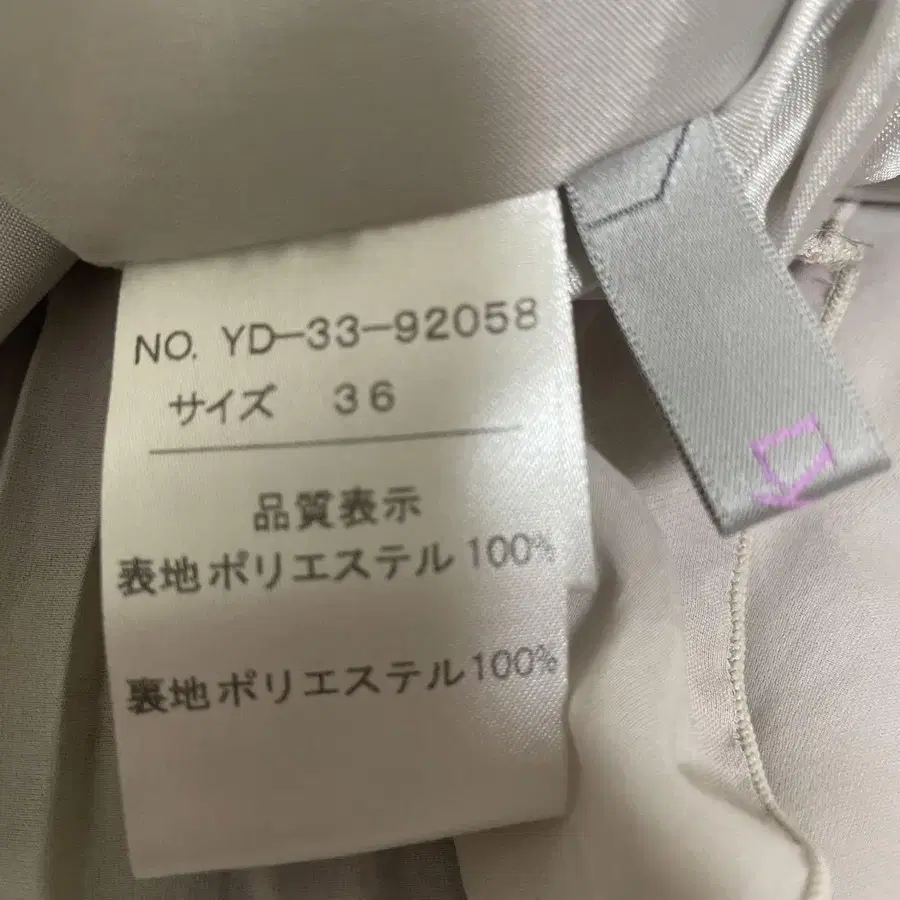 NO. YD-33-92058
サイズ 36
品質表示
表地ポリエステル100%
裏地ポリエステル100%